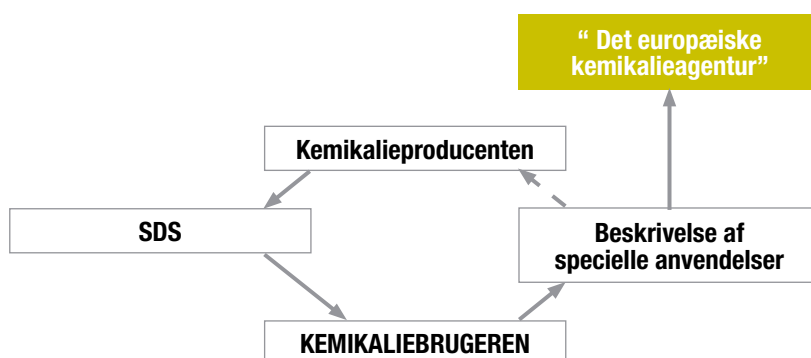 “ Det europæiske
kemikalieagentur”
Kemikalieproducenten
SDS
Beskrivelse af
specielle anvendelser
KEMIKALIEBRUGEREN